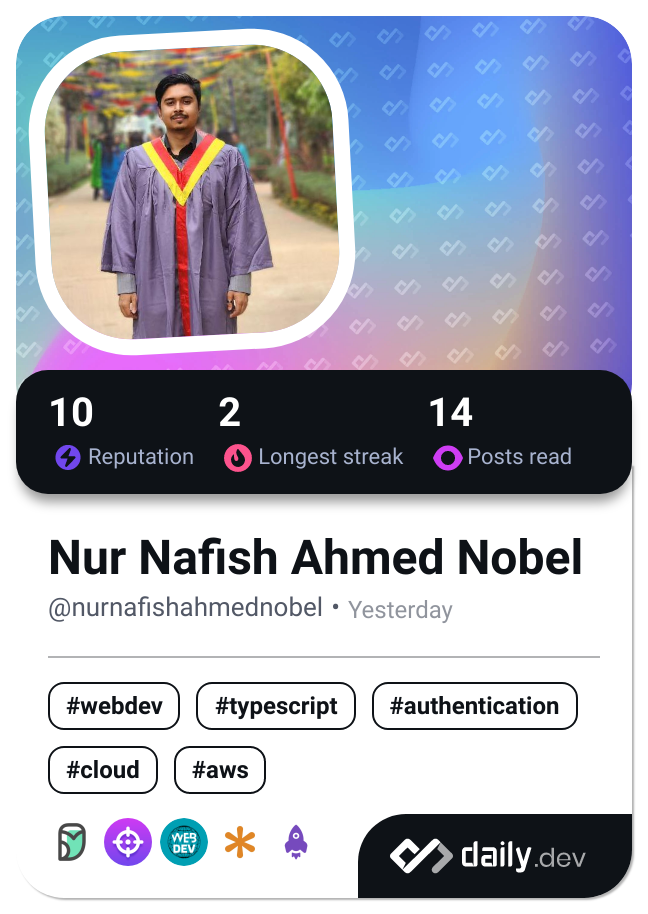 10 2 14
Reputation Longest streak Posts read
Nur Nafish Ahmed Nobel
@nurnafishahmednobel • Yesterday
#webdev #typescript #authentication
#cloud #aws
WEB
DEV
daily.dev